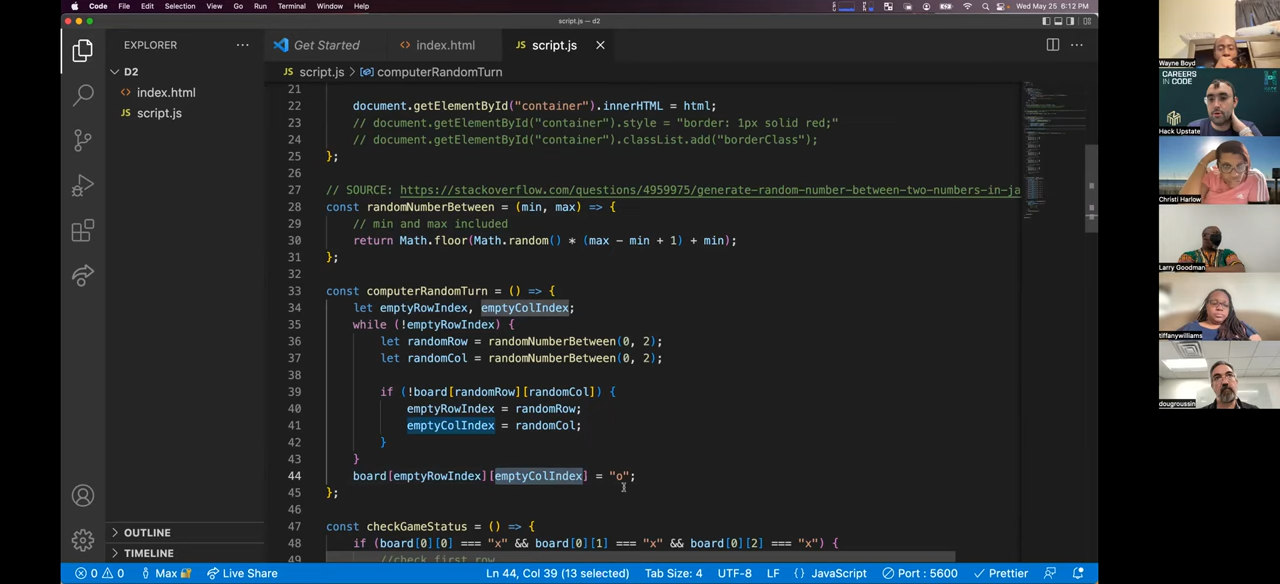 Code File Edit Selection View Go Run Terminal Window Help Wed May 25 6:12 PM
script.js — d2
EXPLORER
Get Started
index.html
script.js
D2
index.html
script.js
script.js > computerRandomTurn
21
22 document.getElementById("container").innerHTML = html;
23 // document.getElementById("container").style = "border: 1px solid red;"
24 // document.getElementById("container").classList.add("borderClass");
25 };
26
27 // SOURCE: https://stackoverflow.com/questions/4959975/generate-random-number-between-two-numbers-in-ja
28 const randomNumberBetween = (min, max) => {
29 // min and max included
30 return Math.floor(Math.random() * (max - min + 1) + min);
31 };
32
33 const computerRandomTurn = () => {
34 let emptyRowIndex, emptyColIndex;
35 while (!emptyRowIndex) {
36 let randomRow = randomNumberBetween(0, 2);
37 let randomCol = randomNumberBetween(0, 2);
38
39 if (!board[randomRow][randomCol]) {
40 emptyRowIndex = randomRow;
41 emptyColIndex = randomCol;
42 }
43 }
44 board[emptyRowIndex][emptyColIndex] = "o";
45 };
46
47 const checkGameStatus = () => {
48 if (board[0][0] === "x" && board[0][1] === "x" && board[0][2] === "x") {
49 //check first row
OUTLINE
TIMELINE
0 0 Max Live Share Ln 44, Col 39 (13 selected) Tab Size: 4 UTF-8 LF {} JavaScript Port : 5600 Prettier
Wayne Boyd
CAREERS
IN CODE
Hack Upstate
Christi Harlow
Larry Goodman
tiffanywilliams
dougroussin